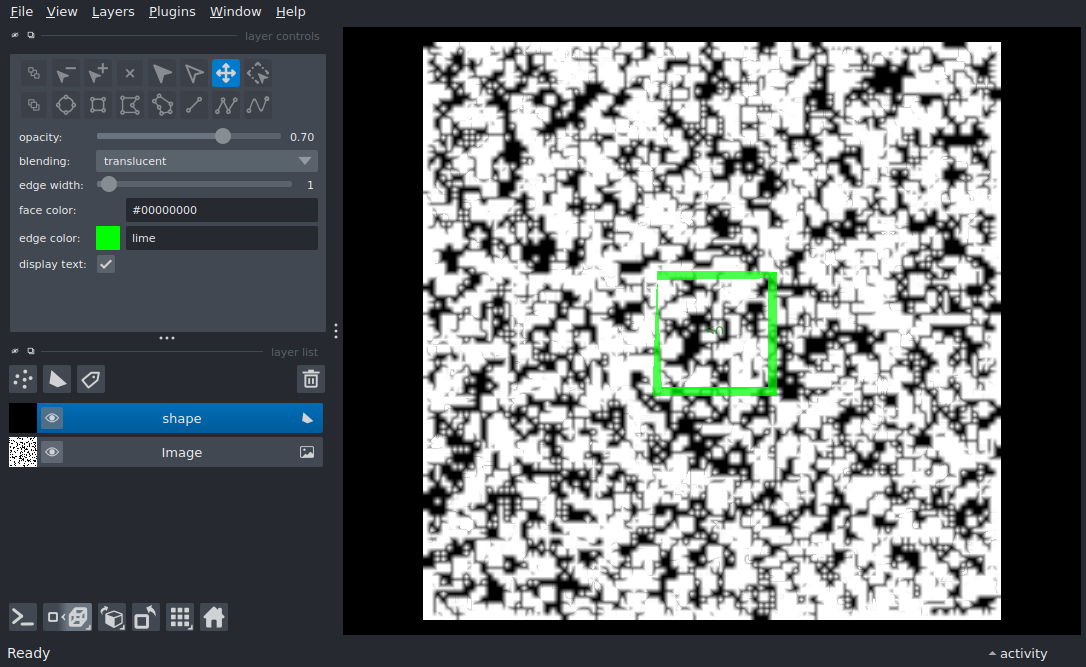 File View Layers Plugins Window Help
layer controls
opacity: 0.70
blending: translucent
edge width: 1
face color: #00000000
edge color: lime
display text:
layer list
shape
Image
Ready
activity